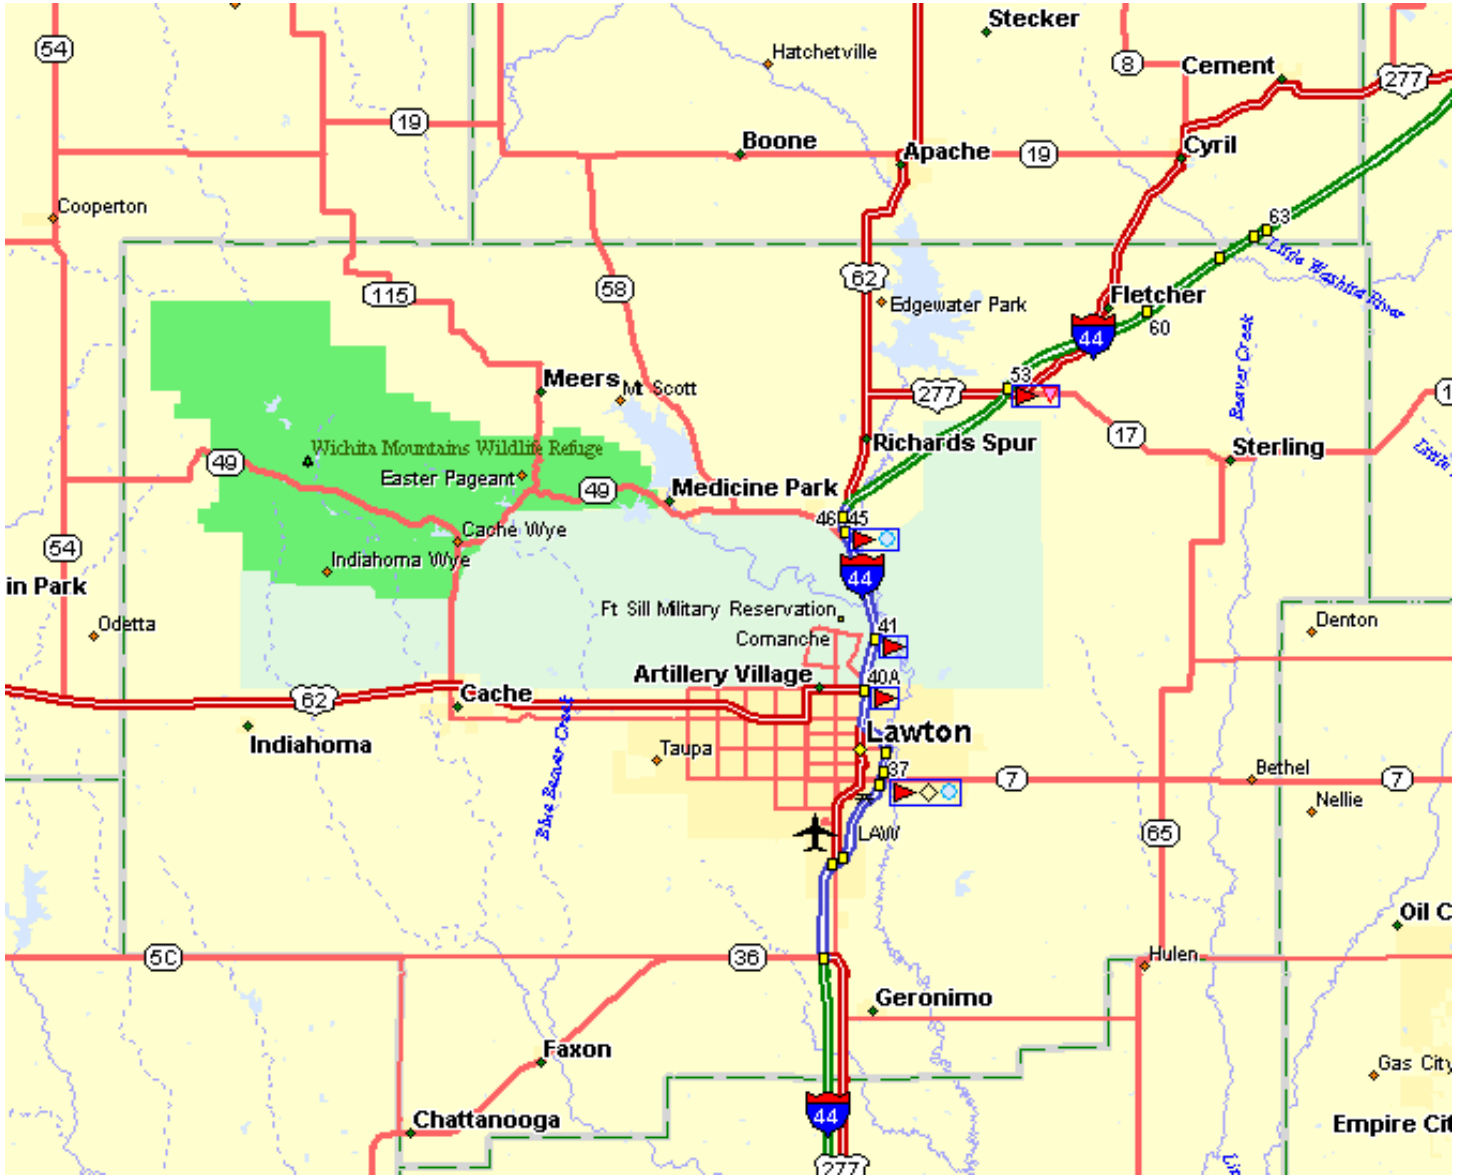 Stecker
54
Hatchetville
8
Cement
277
19
Boone
Apache
19
Cyril
Cooperton
63
Little Washita River
62
115
58
Edgewater Park
Fletcher
60
44
Beaver Creek
Meers
Mt Scott
53
277
17
Richards Spur
Sterling
Little
Wichita Mountains Wildlife Refuge
49
Easter Pageant
49
Medicine Park
46
45
Cache Wye
54
Indiahoma Wye
44
in Park
Ft Sill Military Reservation
Odetta
41
Denton
Comanche
Artillery Village
40A
62
Cache
Lawton
Indiahoma
Taupa
Blue Beaver Creek
37
7
Bethel
7
Nellie
LAW
65
Oil C
5C
36
Hulen
Geronimo
Faxon
Gas City
44
Chattanooga
Empire Cit
277